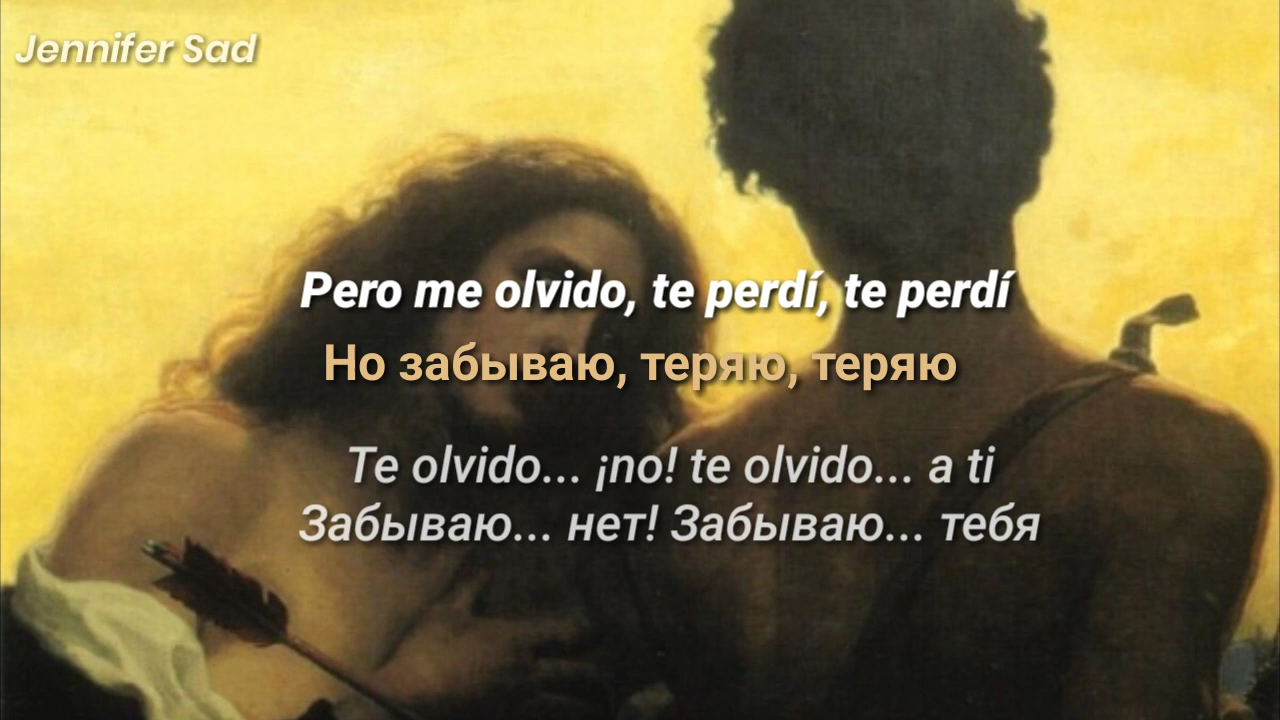 Jennifer Sad
Pero me olvido, te perdí, te perdí
Но забываю, теряю, теряю
Te olvido... ¡no! te olvido... a ti
Забываю... нет! Забываю... тебя